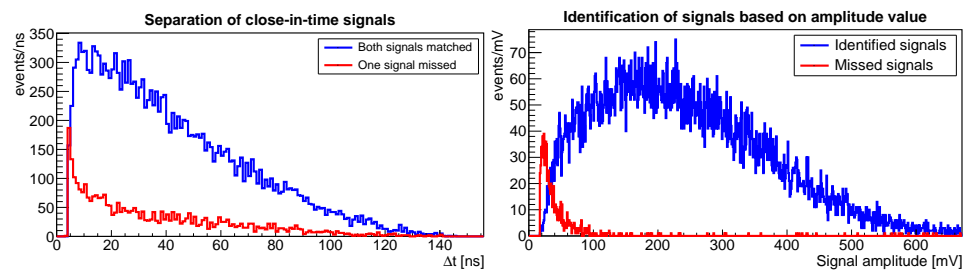 Separation of close-in-time signals
events/ns
350
300
250
200
150
100
50
0
Both signals matched
One signal missed
20 40 60 80 100 120 140
Δt [ns]
Identification of signals based on amplitude value
events/mV
70
60
50
40
30
20
10
0
Identified signals
Missed signals
0 100 200 300 400 500 600
Signal amplitude [mV]